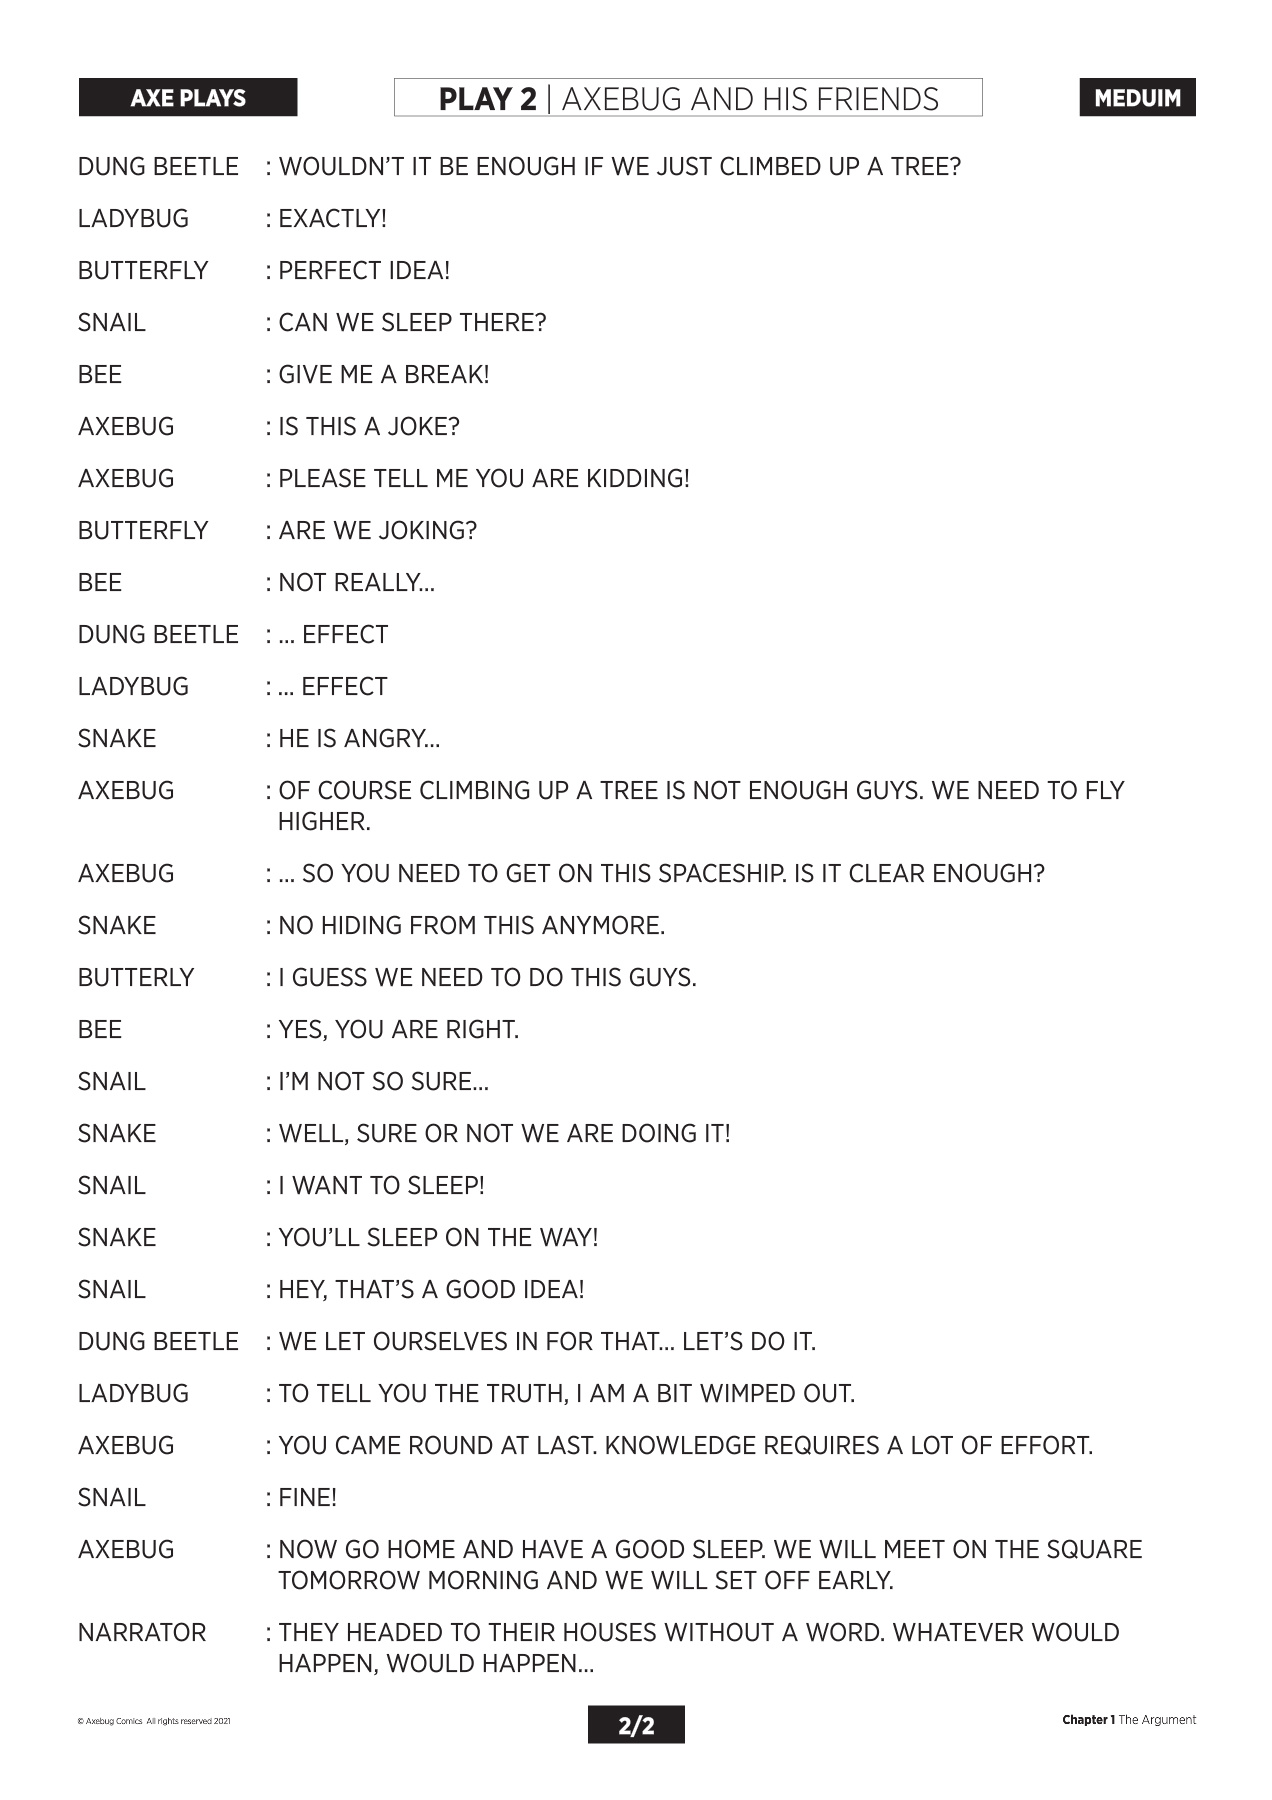 AXE PLAYS
PLAY 2 | AXEBUG AND HIS FRIENDS
MEDUIM
DUNG BEETLE : WOULDN’T IT BE ENOUGH IF WE JUST CLIMBED UP A TREE?
LADYBUG : EXACTLY!
BUTTERFLY : PERFECT IDEA!
SNAIL : CAN WE SLEEP THERE?
BEE : GIVE ME A BREAK!
AXEBUG : IS THIS A JOKE?
AXEBUG : PLEASE TELL ME YOU ARE KIDDING!
BUTTERFLY : ARE WE JOKING?
BEE : NOT REALLY...
DUNG BEETLE : ... EFFECT
LADYBUG : ... EFFECT
SNAKE : HE IS ANGRY...
AXEBUG : OF COURSE CLIMBING UP A TREE IS NOT ENOUGH GUYS. WE NEED TO FLY
HIGHER.
AXEBUG : ... SO YOU NEED TO GET ON THIS SPACESHIP. IS IT CLEAR ENOUGH?
SNAKE : NO HIDING FROM THIS ANYMORE.
BUTTERLY : I GUESS WE NEED TO DO THIS GUYS.
BEE : YES, YOU ARE RIGHT.
SNAIL : I’M NOT SO SURE...
SNAKE : WELL, SURE OR NOT WE ARE DOING IT!
SNAIL : I WANT TO SLEEP!
SNAKE : YOU’LL SLEEP ON THE WAY!
SNAIL : HEY, THAT’S A GOOD IDEA!
DUNG BEETLE : WE LET OURSELVES IN FOR THAT... LET’S DO IT.
LADYBUG : TO TELL YOU THE TRUTH, I AM A BIT WIMPED OUT.
AXEBUG : YOU CAME ROUND AT LAST. KNOWLEDGE REQUIRES A LOT OF EFFORT.
SNAIL : FINE!
AXEBUG : NOW GO HOME AND HAVE A GOOD SLEEP. WE WILL MEET ON THE SQUARE
TOMORROW MORNING AND WE WILL SET OFF EARLY.
NARRATOR : THEY HEADED TO THEIR HOUSES WITHOUT A WORD. WHATEVER WOULD
HAPPEN, WOULD HAPPEN...
© Axebug Comics All rights reserved 2021
2/2
Chapter 1 The Argument